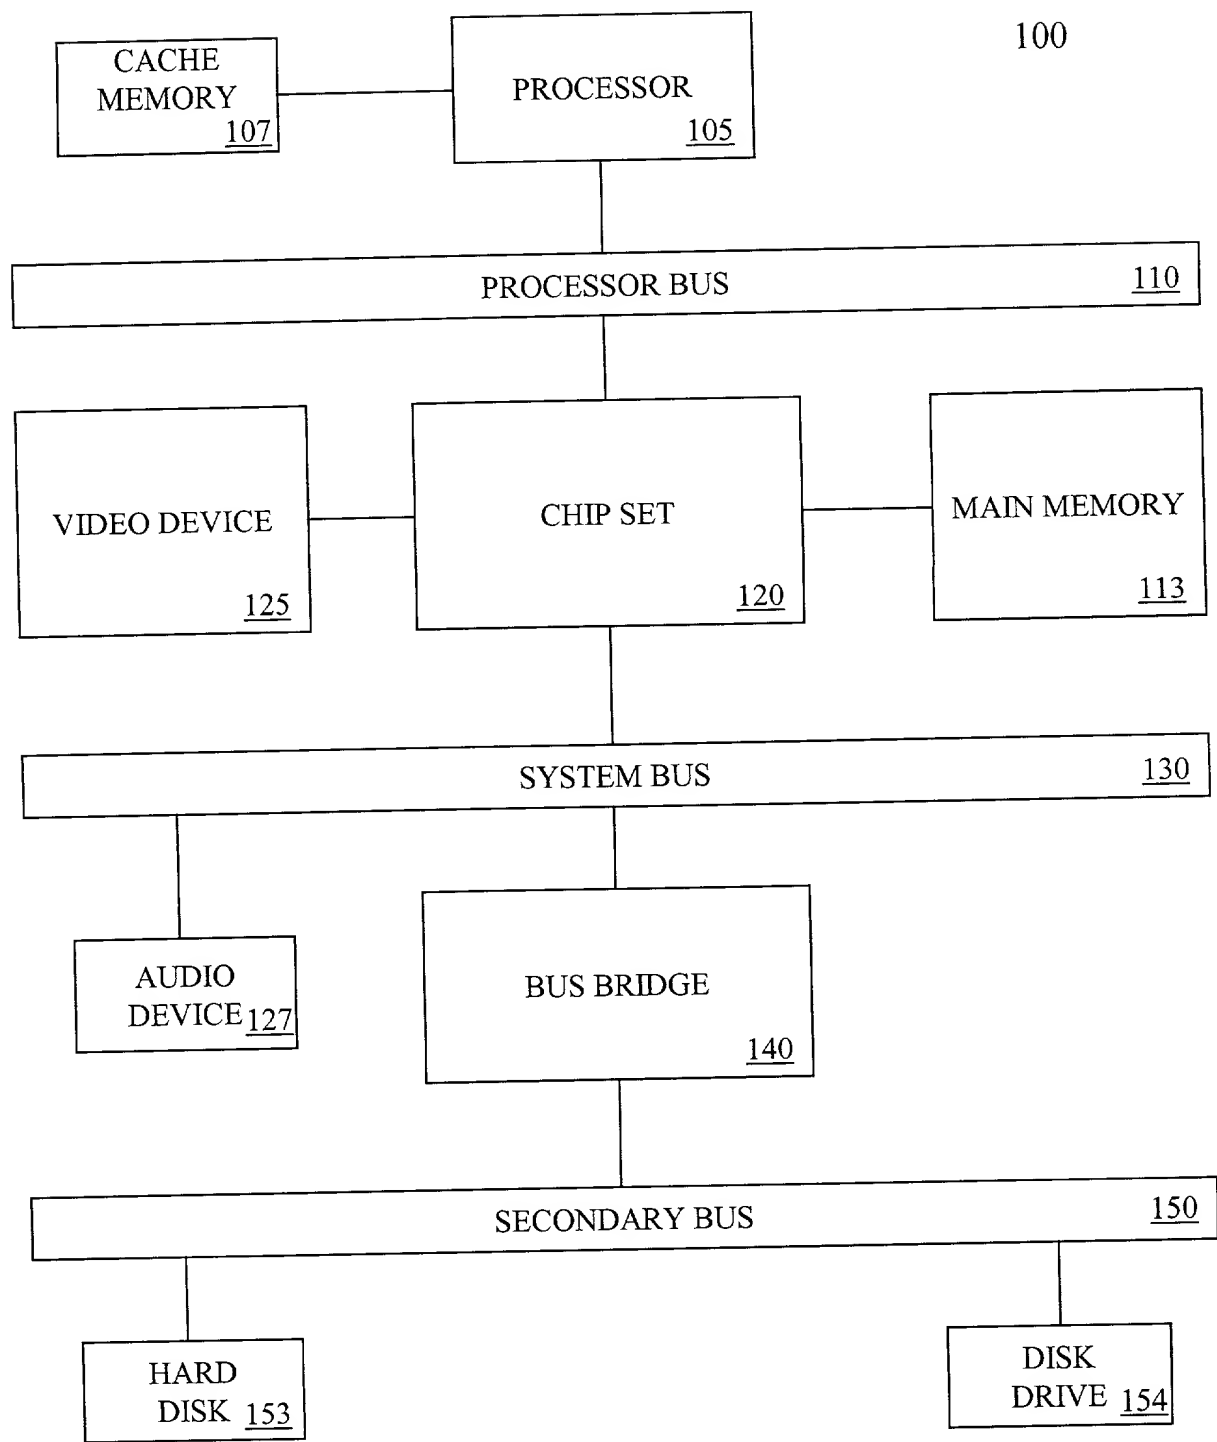 100
CACHE
MEMORY
107
PROCESSOR
105
PROCESSOR BUS
110
VIDEO DEVICE
125
CHIP SET
120
MAIN MEMORY
113
SYSTEM BUS
130
AUDIO
DEVICE
127
BUS BRIDGE
140
SECONDARY BUS
150
HARD
DISK
153
DISK
DRIVE
154